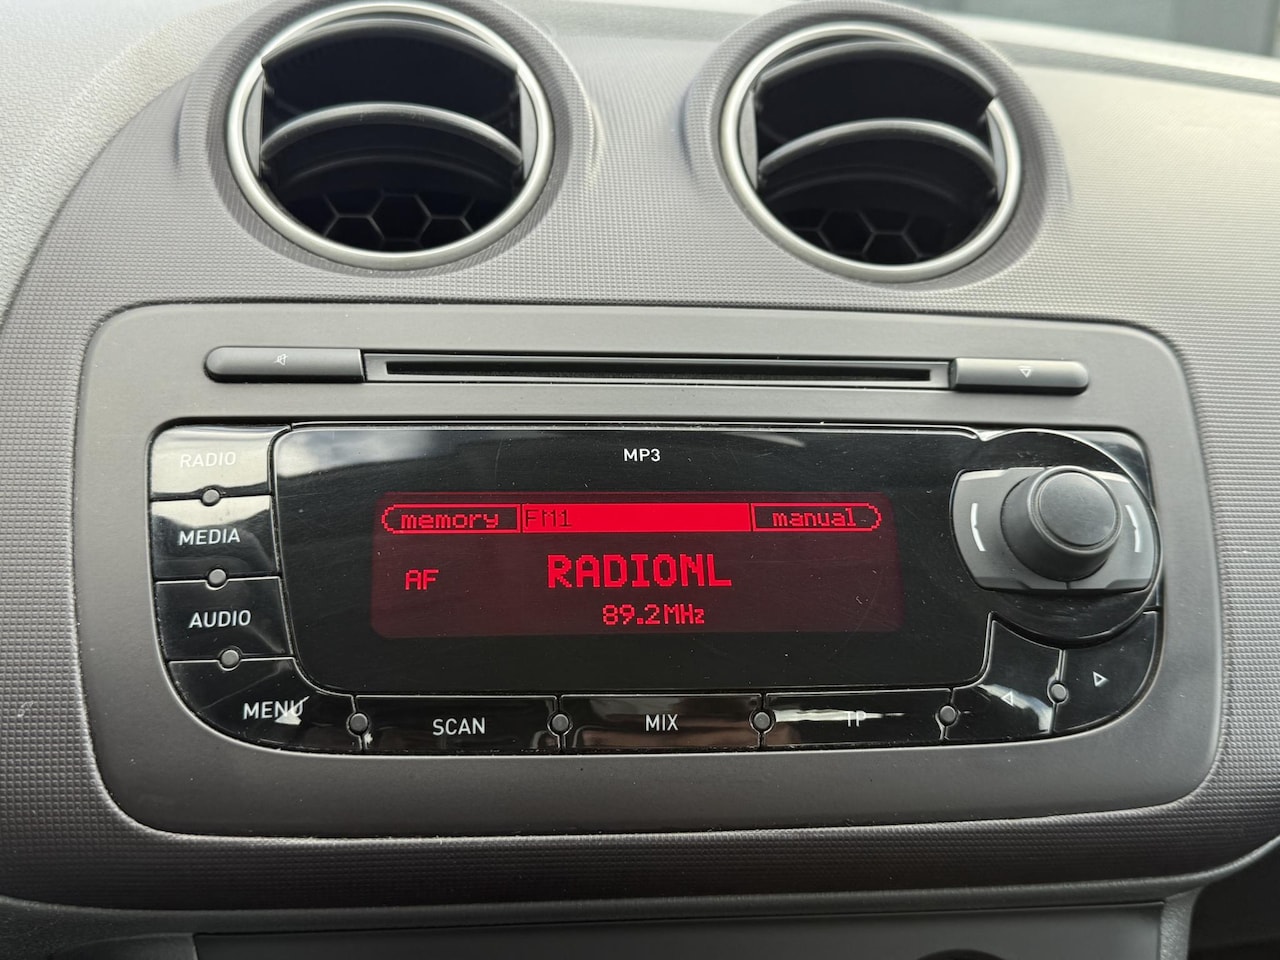 MP3
RADIO
MEDIA
AUDIO
MENU
memory FM1 manual
AF RADIONL
89.2MHz
SCAN MIX TP